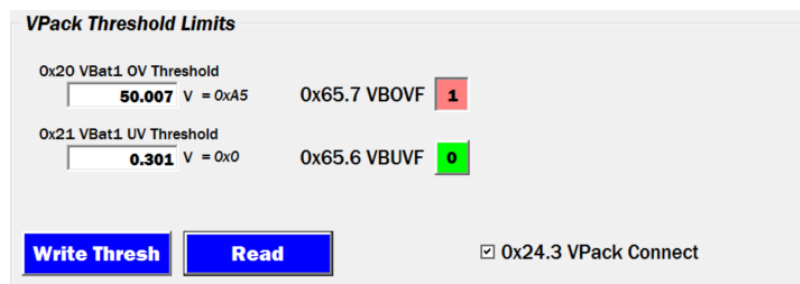 VPack Threshold Limits
0x20 VBat1 OV Threshold
50.007 V = 0xA5 0x65.7 VBOVF 1
0x21 VBat1 UV Threshold
0.301 V = 0x0 0x65.6 VBUVF 0
Write Thresh Read 0x24.3 VPack Connect